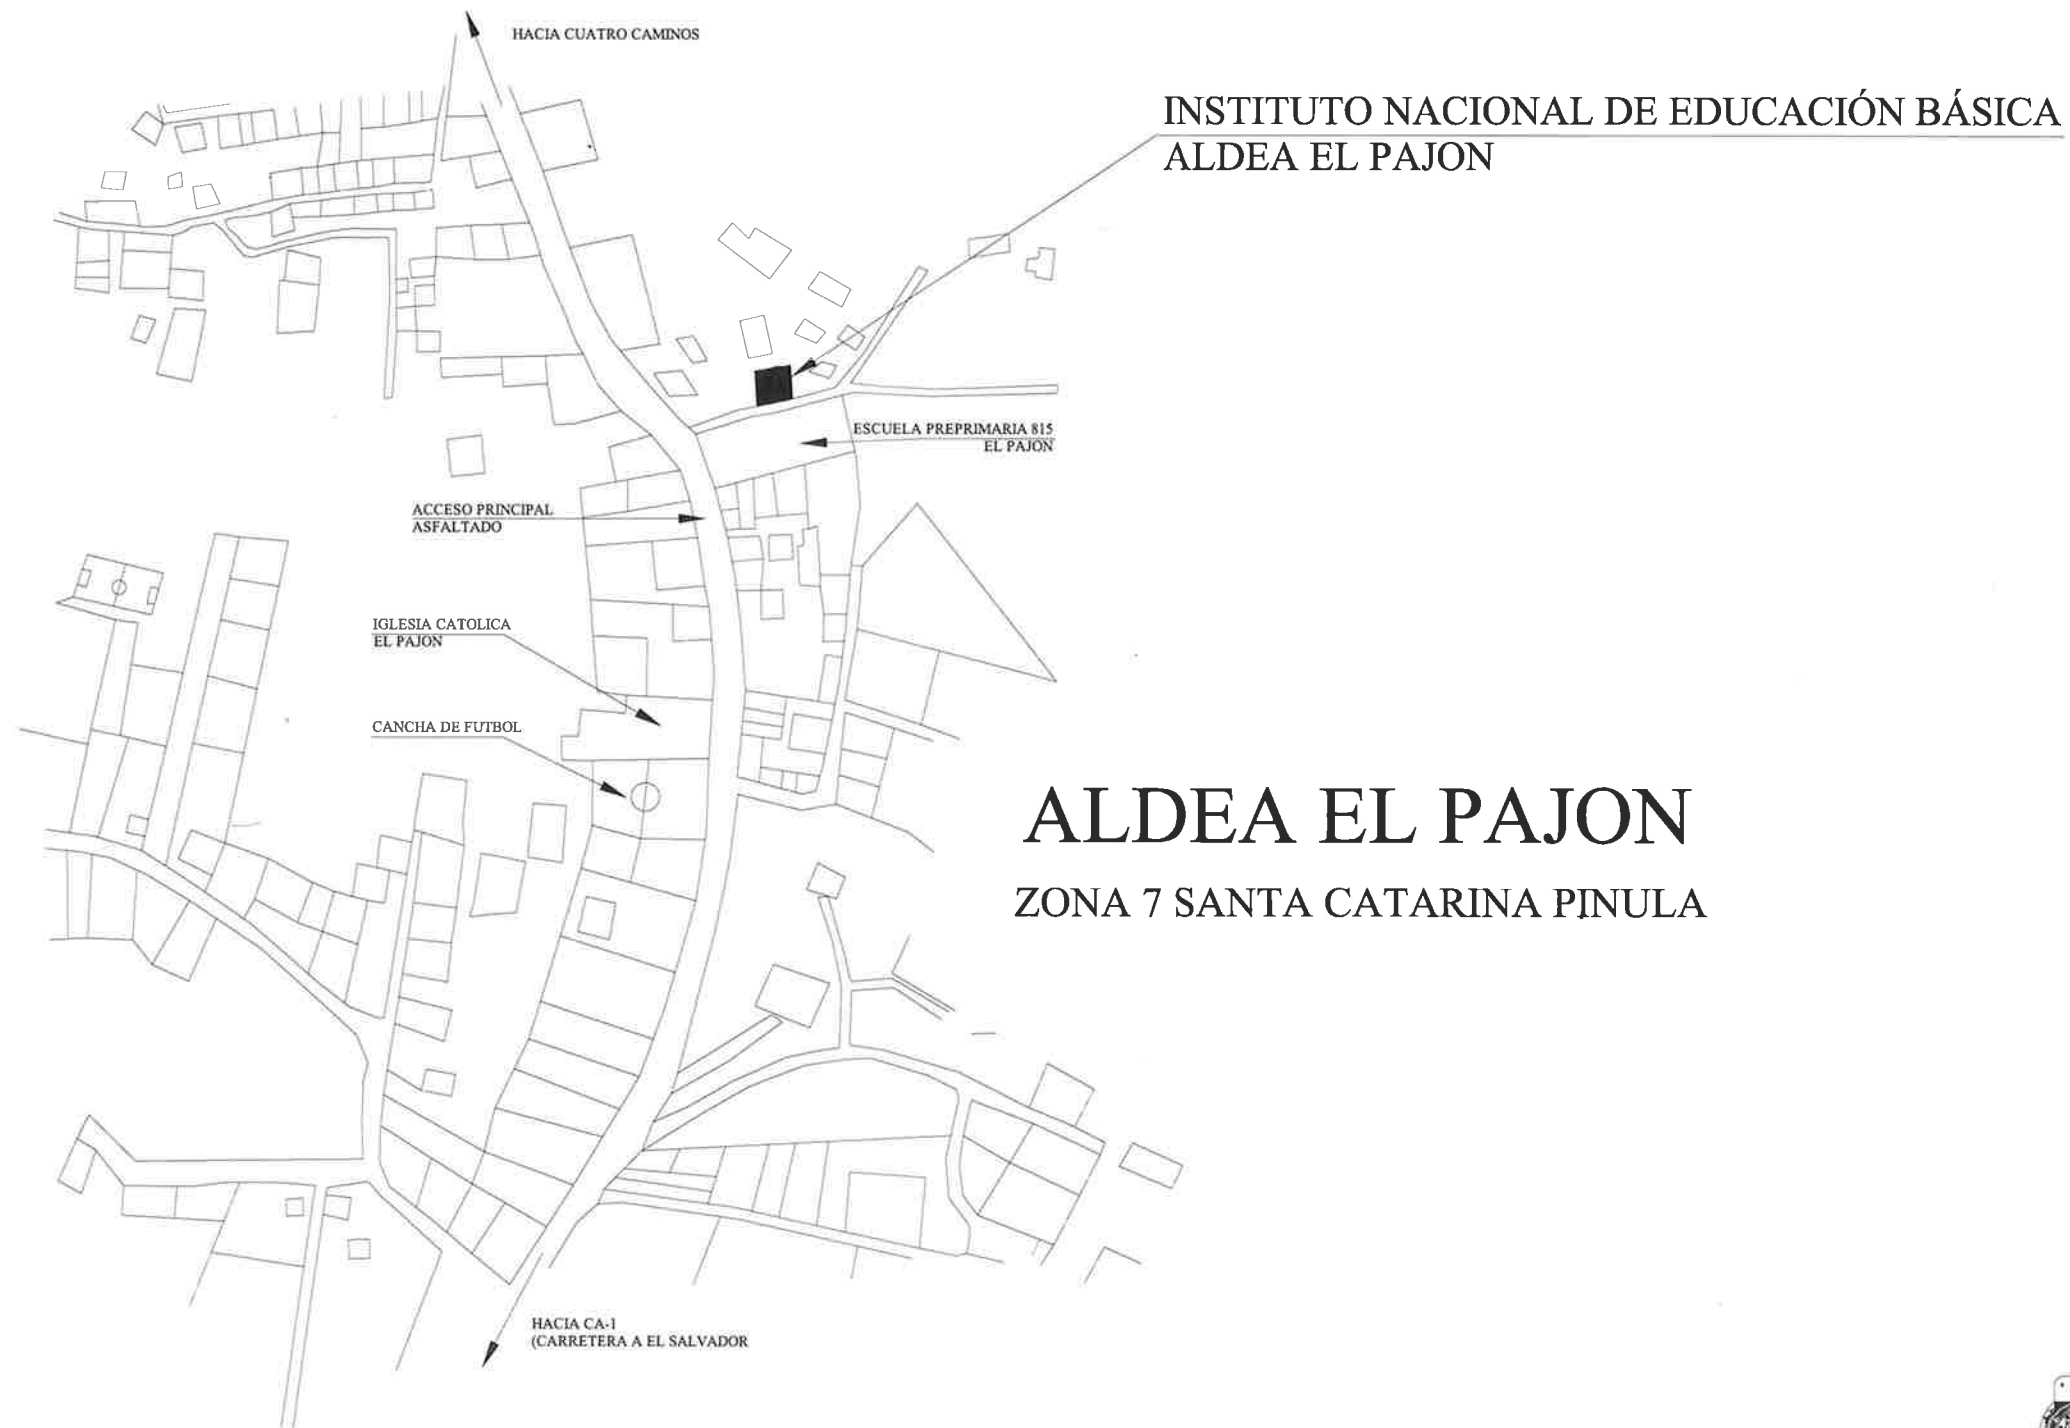 HACIA CUATRO CAMINOS
INSTITUTO NACIONAL DE EDUCACIÓN BÁSICA
ALDEA EL PAJON
ESCUELA PREPRIMARIA 815
EL PAJON
ACCESO PRINCIPAL
ASFALTADO
IGLESIA CATOLICA
EL PAJON
CANCHA DE FUTBOL
ALDEA EL PAJON
ZONA 7 SANTA CATARINA PINULA
HACIA CA-1
(CARRETERA A EL SALVADOR